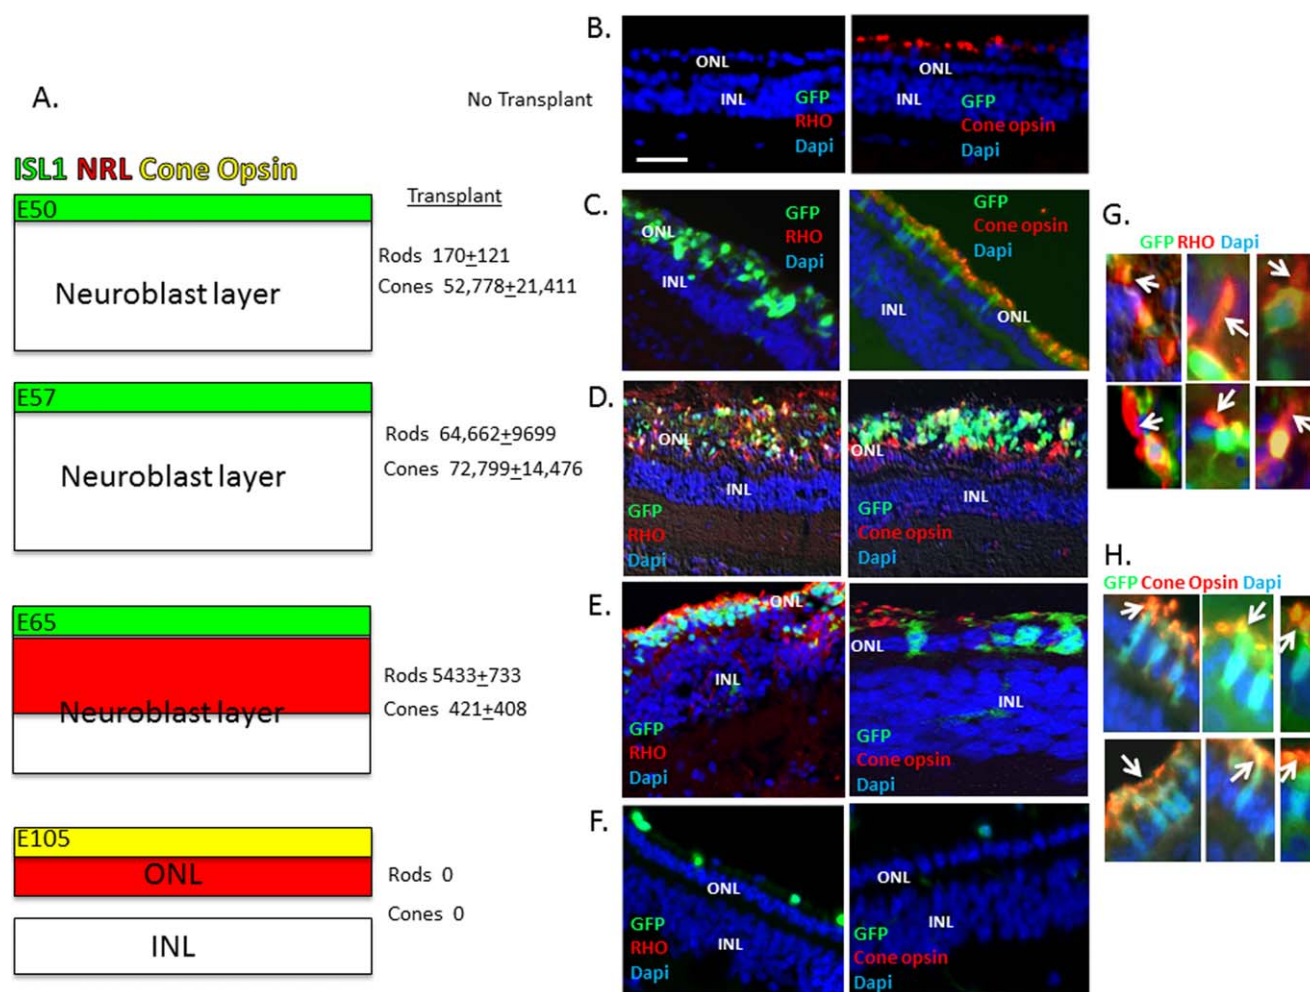 A.
ISL1 NRL Cone Opsin
E50
Neuroblast layer
Transplant
Rods 170±121
Cones 52,778±21,411
E57
Neuroblast layer
Rods 64,662±9699
Cones 72,799±14,476
E65
Neuroblast layer
Rods 5433±733
Cones 421±408
E105
ONL
INL
Rods 0
Cones 0
No Transplant
B.
ONL
INL
GFP
RHO
Dapi
ONL
INL
GFP
Cone opsin
Dapi
C.
ONL
INL
GFP
RHO
Dapi
GFP
Cone opsin
Dapi
INL
ONL
D.
ONL
INL
GFP
RHO
Dapi
ONL
INL
GFP
Cone opsin
Dapi
E.
ONL
INL
GFP
RHO
Dapi
ONL
INL
GFP
Cone opsin
Dapi
F.
ONL
INL
GFP
RHO
Dapi
ONL
INL
GFP
Cone opsin
Dapi
G.
GFP RHO Dapi
H.
GFP Cone Opsin Dapi